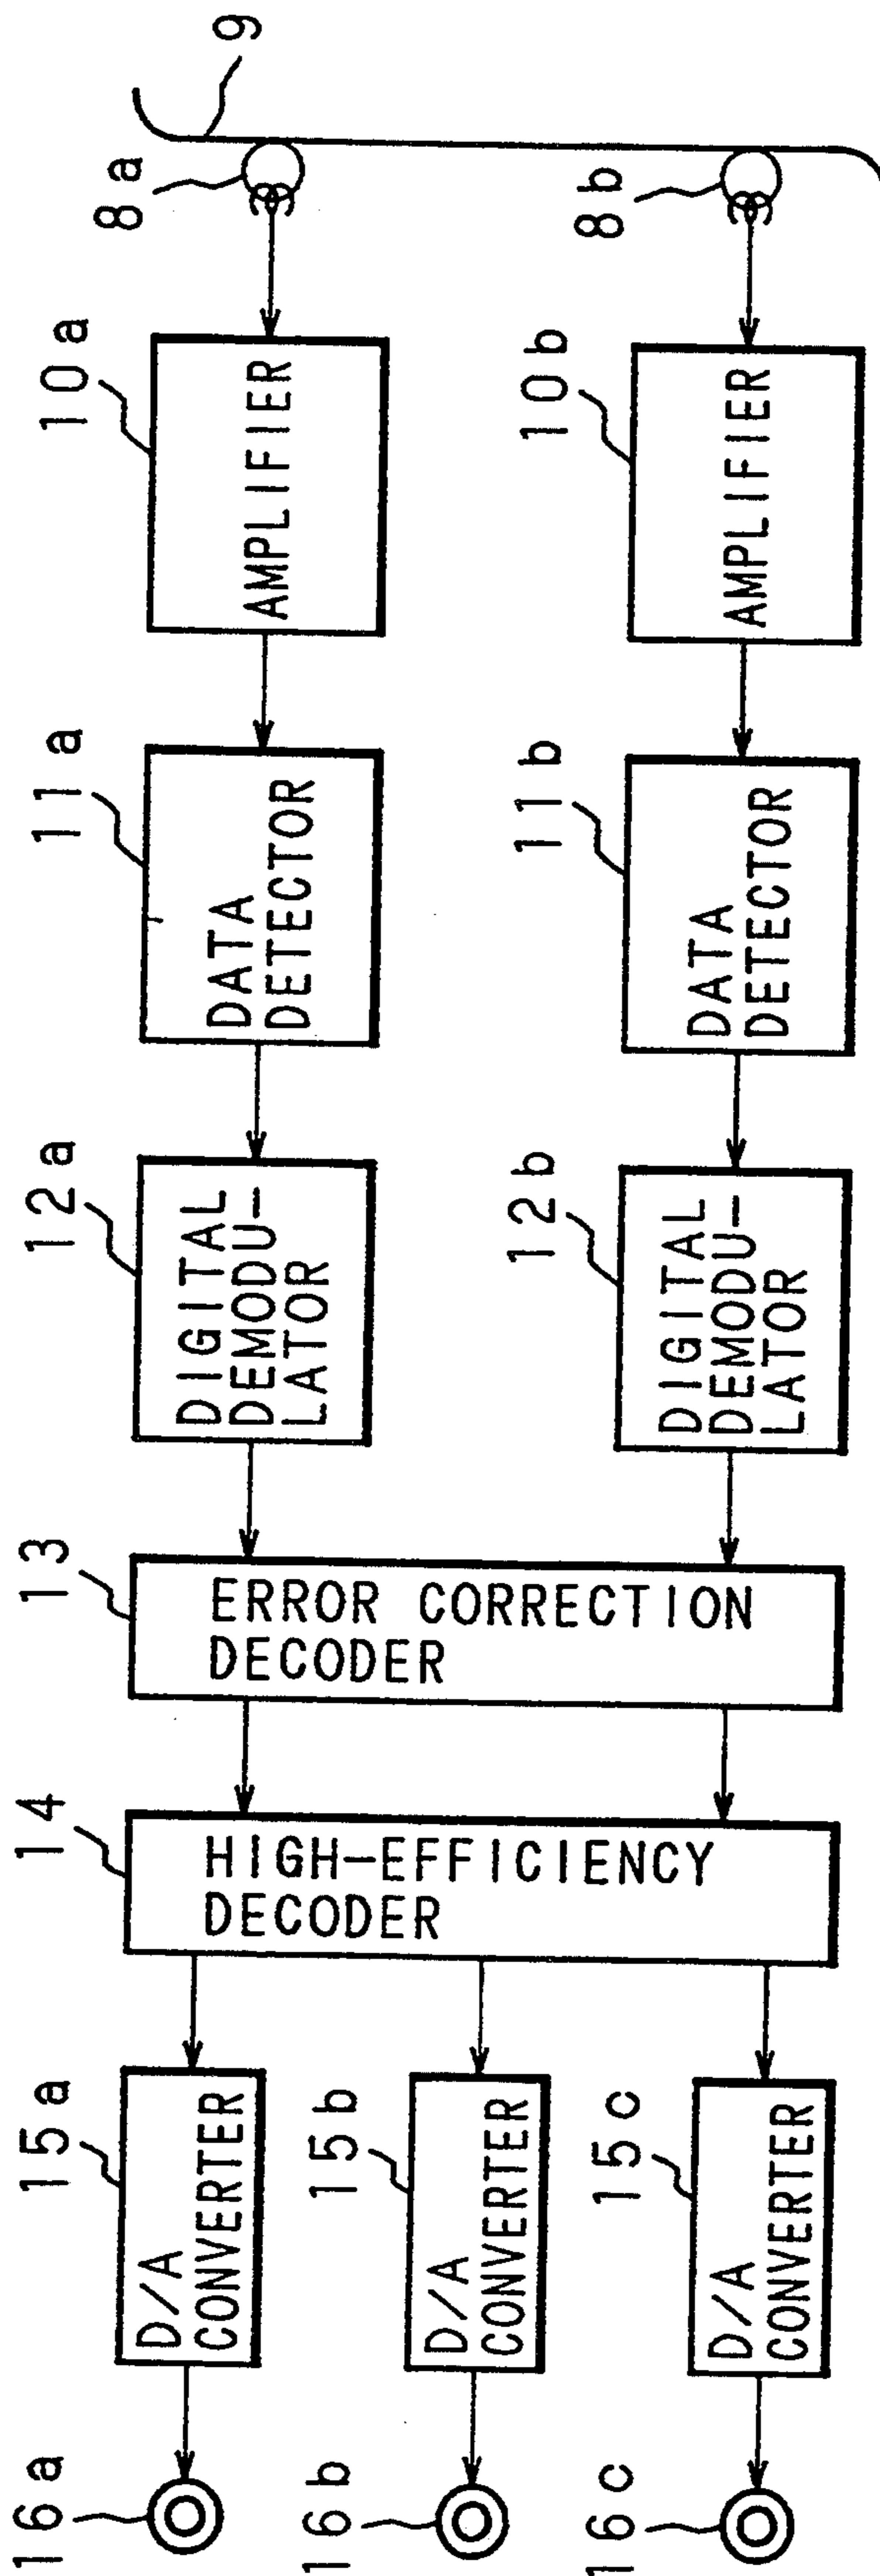 9
8a
8b
10a
AMPLIFIER
10b
AMPLIFIER
11a
DATA
DETECTOR
11b
DATA
DETECTOR
12a
DIGITAL
DEMODU-
LATOR
12b
DIGITAL
DEMODU-
LATOR
13
ERROR CORRECTION
DECODER
14
HIGH-EFFICIENCY
DECODER
15a
D/A
CONVERTER
15b
D/A
CONVERTER
15c
D/A
CONVERTER
16a
16b
16c